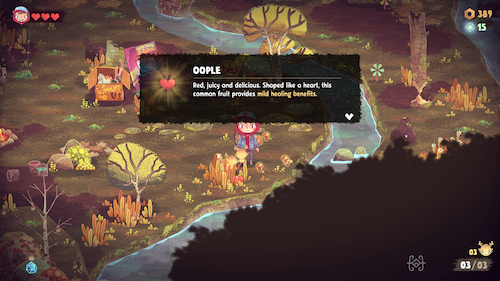 389
15
OOPLE
Red, juicy and delicious. Shaped like a heart, this
common fruit provides mild healing benefits.
03
03/03